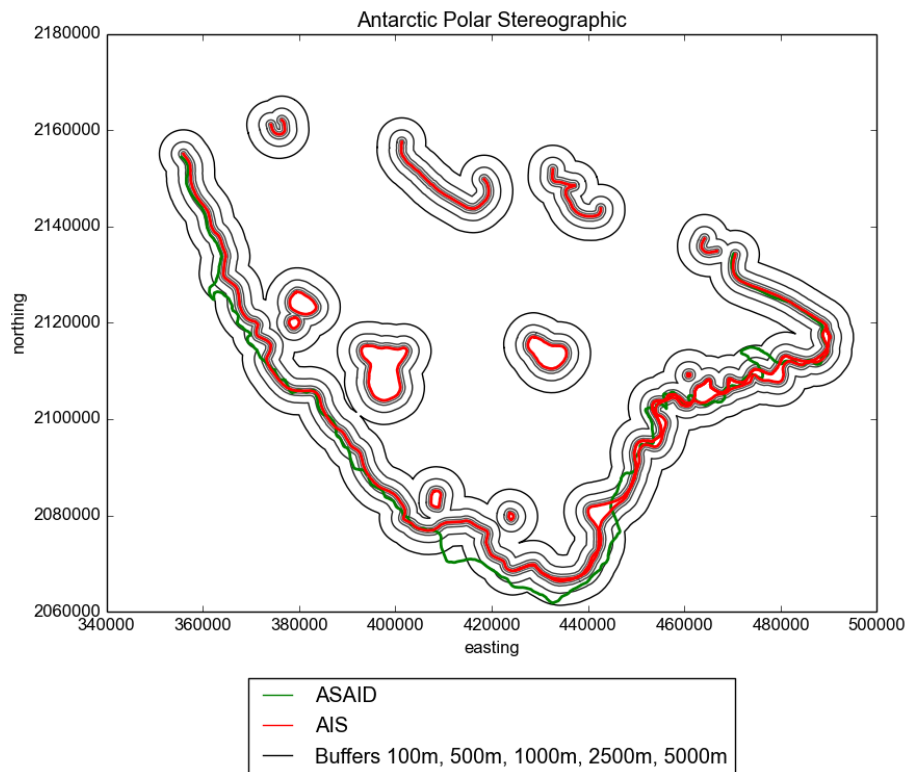 Antarctic Polar Stereographic
2180000
2160000
2140000
northing
2120000
2100000
2080000
2060000
340000 360000 380000 400000 420000 440000 460000 480000 500000
easting
ASAID
AIS
Buffers 100m, 500m, 1000m, 2500m, 5000m